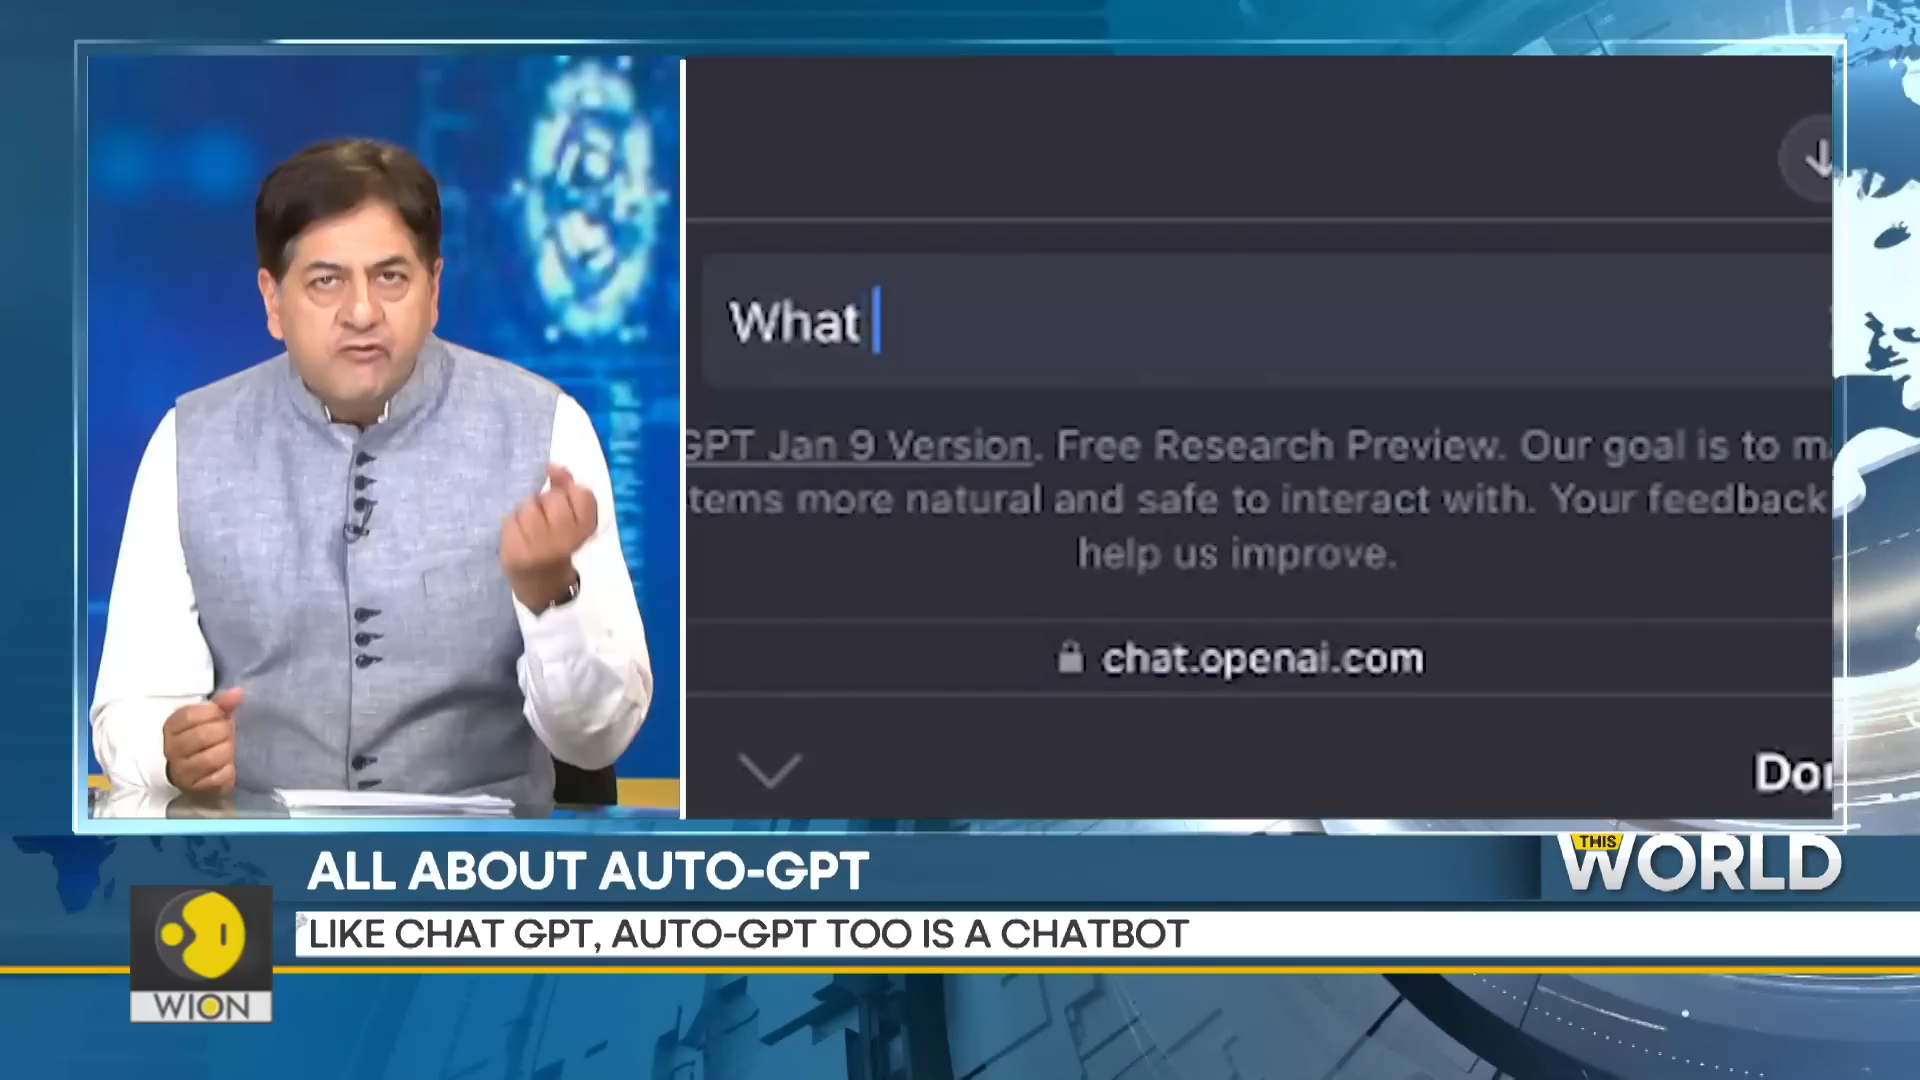 What
GPT Jan 9 Version. Free Research Preview. Our goal is to m
tems more natural and safe to interact with. Your feedback
help us improve.
chat.openai.com
Do
ALL ABOUT AUTO-GPT
THIS
WORLD
LIKE CHAT GPT, AUTO-GPT TOO IS A CHATBOT
WION